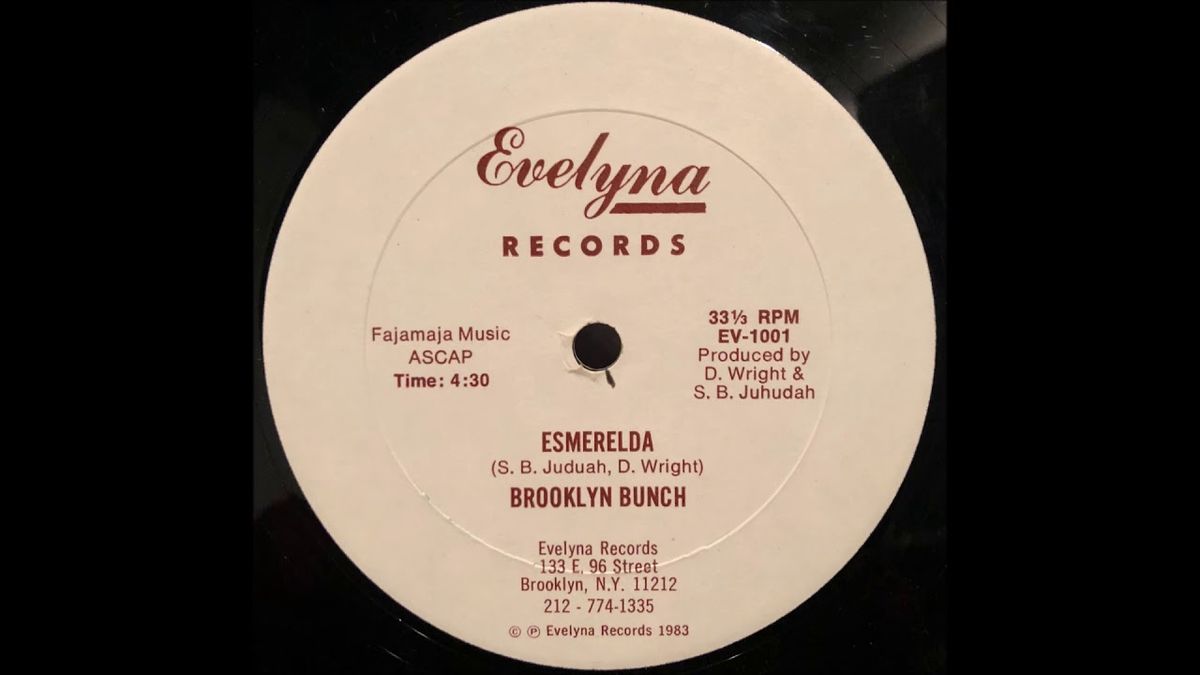 Evelyna
RECORDS
Fajamaja Music
ASCAP
Time: 4:30
33⅓ RPM
EV-1001
Produced by
D. Wright &
S. B. Juhudah
ESMERELDA
(S. B. Juduah, D. Wright)
BROOKLYN BUNCH
Evelyna Records
133 E. 96 Street
Brooklyn, N.Y. 11212
212 - 774-1335
© ℗ Evelyna Records 1983